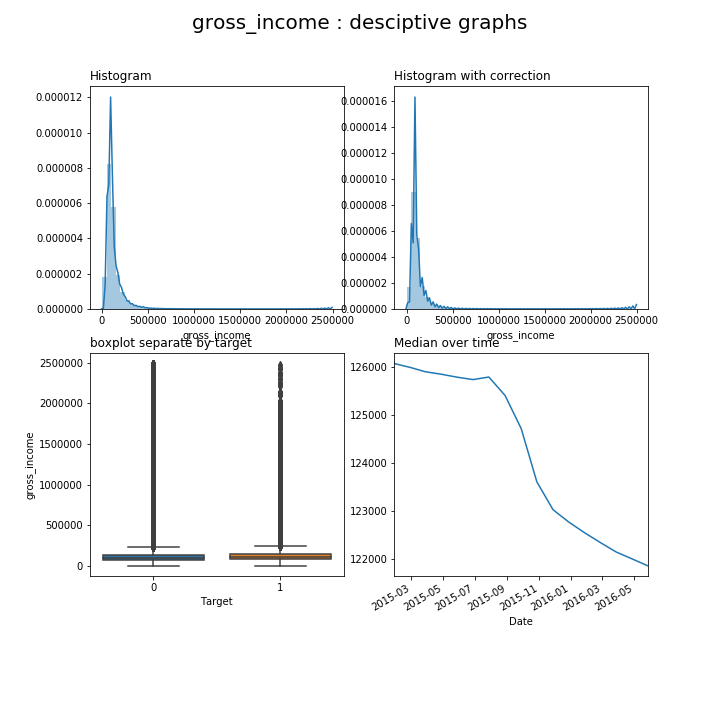 gross_income : desciptive graphs
Histogram
0.000012
0.000010
0.000008
0.000006
0.000004
0.000002
0.000000
0 500000 1000000 1500000 2000000 2500000
gross_income
Histogram with correction
0.000016
0.000014
0.000012
0.000010
0.000008
0.000006
0.000004
0.000002
0.000000
0 500000 1000000 1500000 2000000 2500000
gross_income
boxplot separate by target
2500000
2000000
1500000
1000000
500000
0
gross_income
0 1
Target
Median over time
126000
125000
124000
123000
122000
2015-03 2015-05 2015-07 2015-09 2015-11 2016-01 2016-03 2016-05
Date